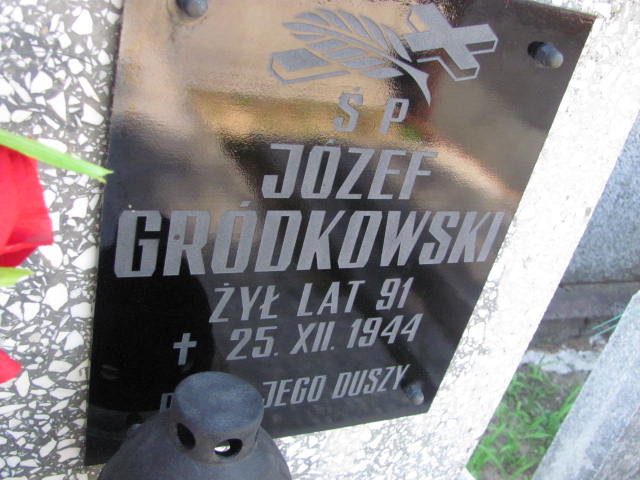 Ś P
JÓZEF
GRÓDKOWSKI
ŻYŁ LAT 91
✝ 25. XII. 1944
JEGO DUSZY